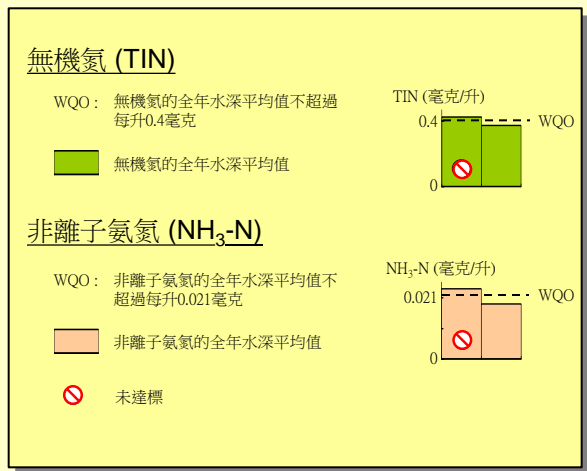 無機氮 (TIN)
WQO : 無機氮的全年水深平均值不超過
每升0.4毫克
無機氮的全年水深平均值
TIN (毫克/升)
0.4
WQO
0
非離子氨氮 (NH₃-N)
WQO : 非離子氨氮的全年水深平均值不
超過每升0.021毫克
非離子氨氮的全年水深平均值
NH₃-N (毫克/升)
0.021
WQO
0
未達標